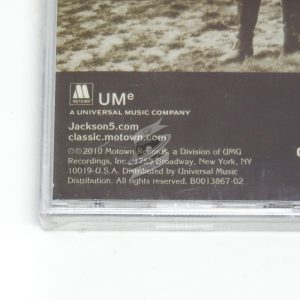 MOTOWN
UMe
A UNIVERSAL MUSIC COMPANY
Jackson5.com
classic.motown.com
℗© 2010 Motown Records, a Division of UMG
Recordings, Inc., 1755 Broadway, New York, NY
10019-U.S.A. Distributed by Universal Music
Distribution. All rights reserved. B0013867-02